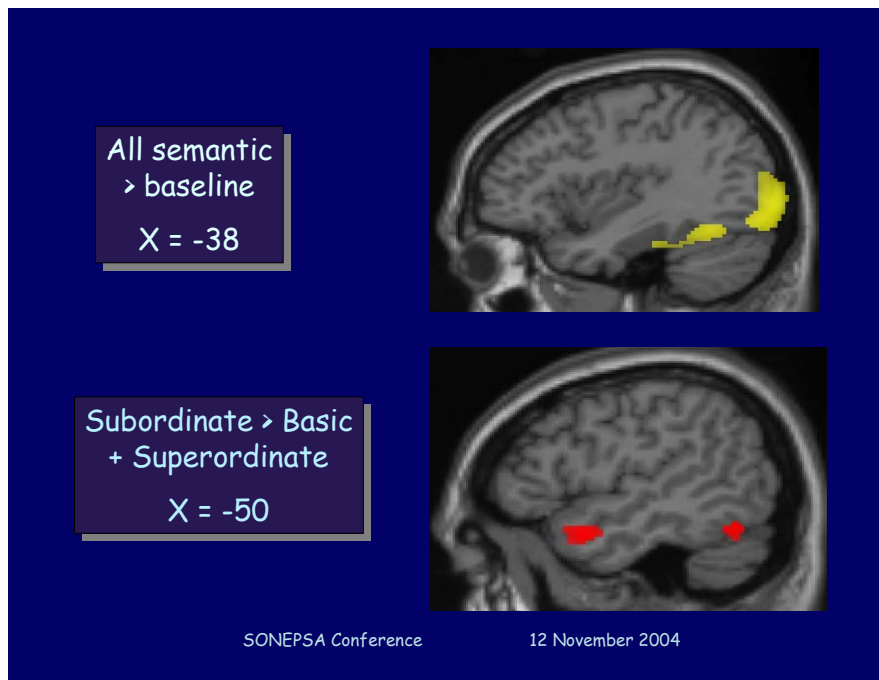 All semantic
> baseline
X = -38
Subordinate > Basic
+ Superordinate
X = -50
SONEPSA Conference 12 November 2004